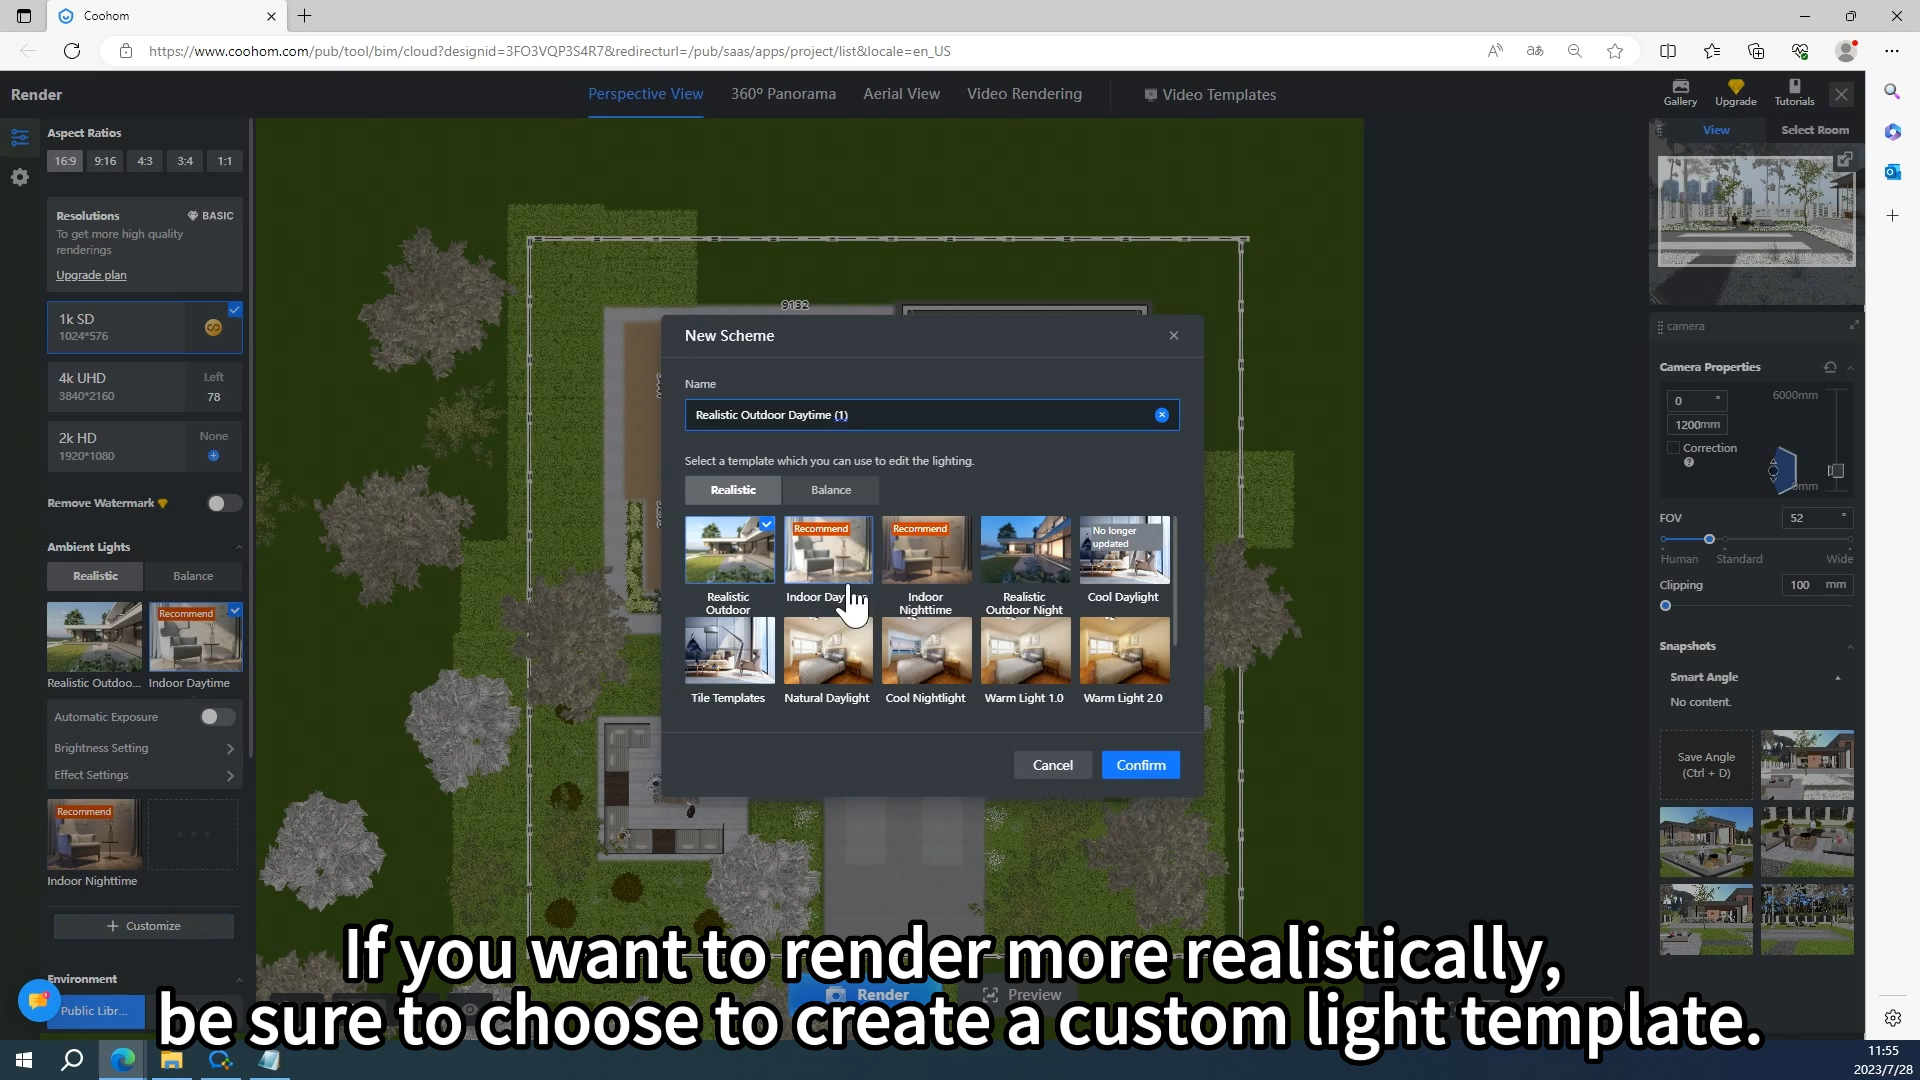 Coohom
https://www.coohom.com/pub/tool/bim/cloud?designid=3FO3VQP3S4R7&redirecturl=/pub/saas/apps/project/list&locale=en_US
Render
Perspective View
360º Panorama
Aerial View
Video Rendering
Video Templates
Gallery
Upgrade
Tutorials
Aspect Ratios
16:9
9:16
4:3
3:4
1:1
Resolutions
BASIC
To get more high quality
renderings
Upgrade plan
1k SD
1024*576
4k UHD
3840*2160
Left
78
2k HD
1920*1080
None
Remove Watermark
Ambient Lights
Realistic
Balance
Recommend
Realistic Outdoo...
Indoor Daytime
Automatic Exposure
Brightness Setting
Effect Settings
Recommend
Indoor Nighttime
+ Customize
Environment
Public Libr...
9132
New Scheme
Name
Realistic Outdoor Daytime (1)
Select a template which you can use to edit the lighting.
Realistic
Balance
Recommend
Recommend
No longer
updated
Realistic
Outdoor
Indoor Day
Indoor
Nighttime
Realistic
Outdoor Night
Cool Daylight
Tile Templates
Natural Daylight
Cool Nightlight
Warm Light 1.0
Warm Light 2.0
Cancel
Confirm
Render
Preview
View
Select Room
camera
Camera Properties
0 °
6000mm
1200mm
Correction
0mm
FOV
52 °
Human
Standard
Wide
Clipping
100 mm
Snapshots
Smart Angle
No content.
Save Angle
(Ctrl + D)
If you want to render more realistically,
be sure to choose to create a custom light template.
11:55
2023/7/28